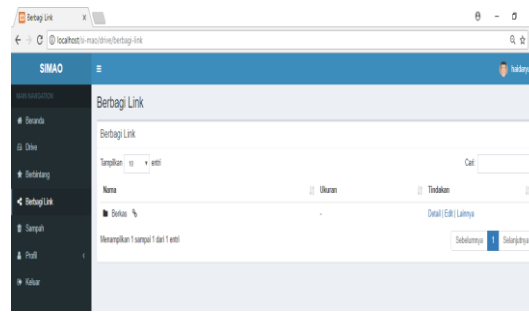 Berbagi Link
localhost/si-mao/drive/berbagi-link
SIMAO
MAIN NAVIGATION
Beranda
Drive
Berbintang
Berbagi Link
Sampah
Profil
Keluar
Berbagi Link
Berbagi Link
Tampilkan 10 entri
Cari:
Nama Ukuran Tindakan
Berkas - Detail | Edit | Lainnya
Menampilkan 1 sampai 1 dari 1 entri
Sebelumnya 1 Selanjutnya